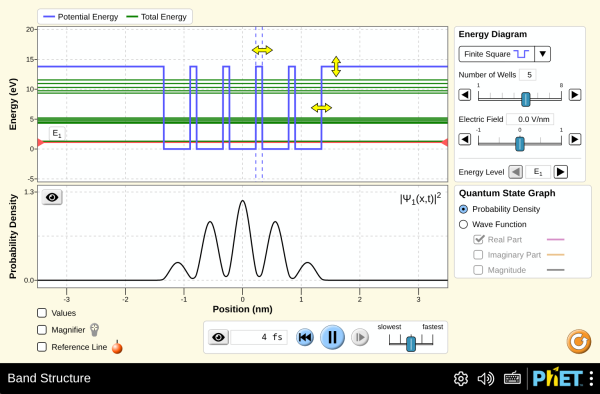 Potential Energy Total Energy
Energy (eV)
20
15
10
5
0
-5
E1
Energy Diagram
Finite Square
Number of Wells 5
1 8
Electric Field 0.0 V/nm
-1 0 1
Energy Level E1
Probability Density
1.3
0.0
|Ψ1(x,t)|2
-3 -2 -1 0 1 2 3
Position (nm)
Quantum State Graph
Probability Density
Wave Function
Real Part
Imaginary Part
Magnitude
Values
Magnifier
Reference Line
4 fs
slowest fastest
Band Structure
PhET